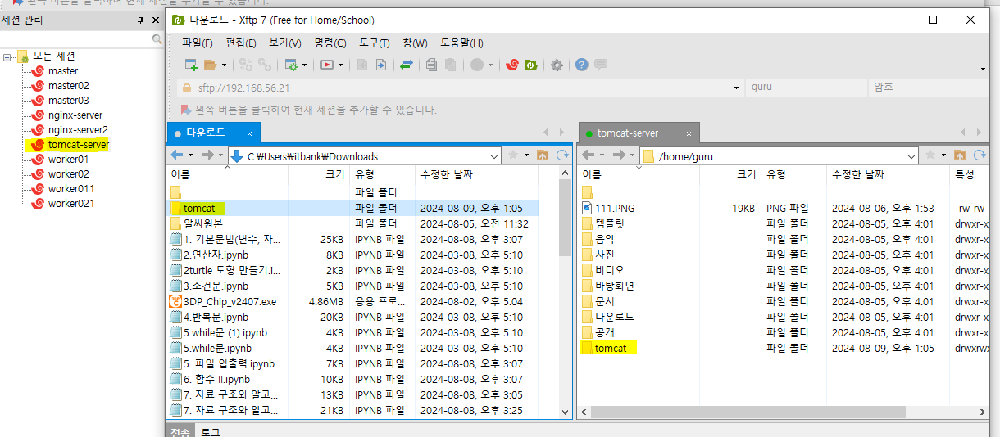 왼쪽 버튼을 클릭하여 현재 세션을 추가할 수 있습니다.
세션 관리
모든 세션
master
master02
master03
nginx-server
nginx-server2
tomcat-server
worker01
worker02
worker011
worker021
다운로드 - Xftp 7 (Free for Home/School)
파일(F) 편집(E) 보기(V) 명령(C) 도구(T) 창(W) 도움말(H)
sftp://192.168.56.21 guru 암호
왼쪽 버튼을 클릭하여 현재 세션을 추가할 수 있습니다.
다운로드
C:₩Users₩itbank₩Downloads
이름 크기 유형 수정한 날짜
.. 파일 폴더
tomcat 파일 폴더 2024-08-09, 오후 1:05
알씨원본 파일 폴더 2024-08-05, 오전 11:32
1. 기본문법(변수, 자... 25KB IPYNB 파일 2024-08-08, 오후 3:07
2.연산자.ipynb 8KB IPYNB 파일 2024-03-08, 오후 5:10
2turtle 도형 만들기.i... 2KB IPYNB 파일 2024-03-08, 오후 5:10
3.조건문.ipynb 5KB IPYNB 파일 2024-03-08, 오후 5:10
3DP_Chip_v2407.exe 4.86MB 응용 프로... 2024-08-02, 오후 5:04
4.반복문.ipynb 20KB IPYNB 파일 2024-03-08, 오후 5:10
5.while문 (1).ipynb 4KB IPYNB 파일 2024-03-08, 오후 5:10
5.while문.ipynb 4KB IPYNB 파일 2024-03-08, 오후 5:10
5. 파일 입출력.ipynb 7KB IPYNB 파일 2024-08-08, 오후 3:07
6. 함수 II.ipynb 10KB IPYNB 파일 2024-08-08, 오후 3:07
7. 자료 구조와 알고... 13KB IPYNB 파일 2024-08-08, 오후 3:05
7. 자료 구조와 알고... 21KB IPYNB 파일 2024-08-08, 오후 3:25
tomcat-server
/home/guru
이름 크기 유형 수정한 날짜 특성
..
111.PNG 19KB PNG 파일 2024-08-06, 오후 1:53 -rw-rw-
템플릿 파일 폴더 2024-08-05, 오후 4:01 drwxr-x
음악 파일 폴더 2024-08-05, 오후 4:01 drwxr-x
사진 파일 폴더 2024-08-05, 오후 4:01 drwxr-x
비디오 파일 폴더 2024-08-05, 오후 4:01 drwxr-x
바탕화면 파일 폴더 2024-08-05, 오후 4:01 drwxr-x
문서 파일 폴더 2024-08-05, 오후 4:01 drwxr-x
다운로드 파일 폴더 2024-08-05, 오후 4:01 drwxr-x
공개 파일 폴더 2024-08-05, 오후 4:01 drwxr-x
tomcat 파일 폴더 2024-08-09, 오후 1:05 drwxrwx
전송 로그